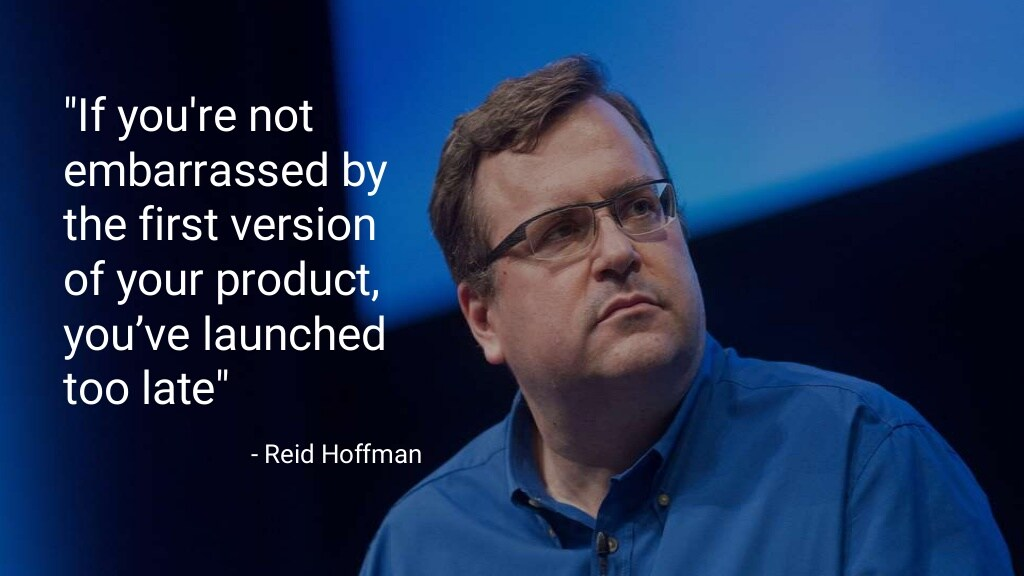 "If you're not
embarrassed by
the first version
of your product,
you’ve launched
too late"
- Reid Hoffman